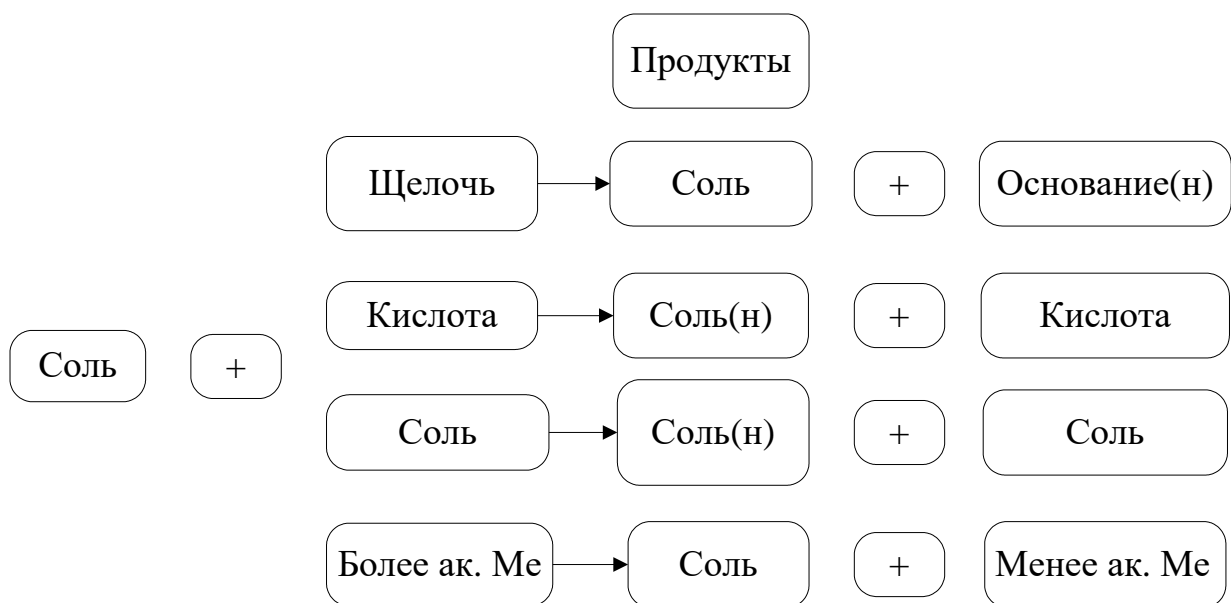 Продукты
Щелочь Соль + Основание(н)
Кислота Соль(н) + Кислота
Соль +
Соль Соль(н) + Соль
Более ак. Ме Соль + Менее ак. Ме